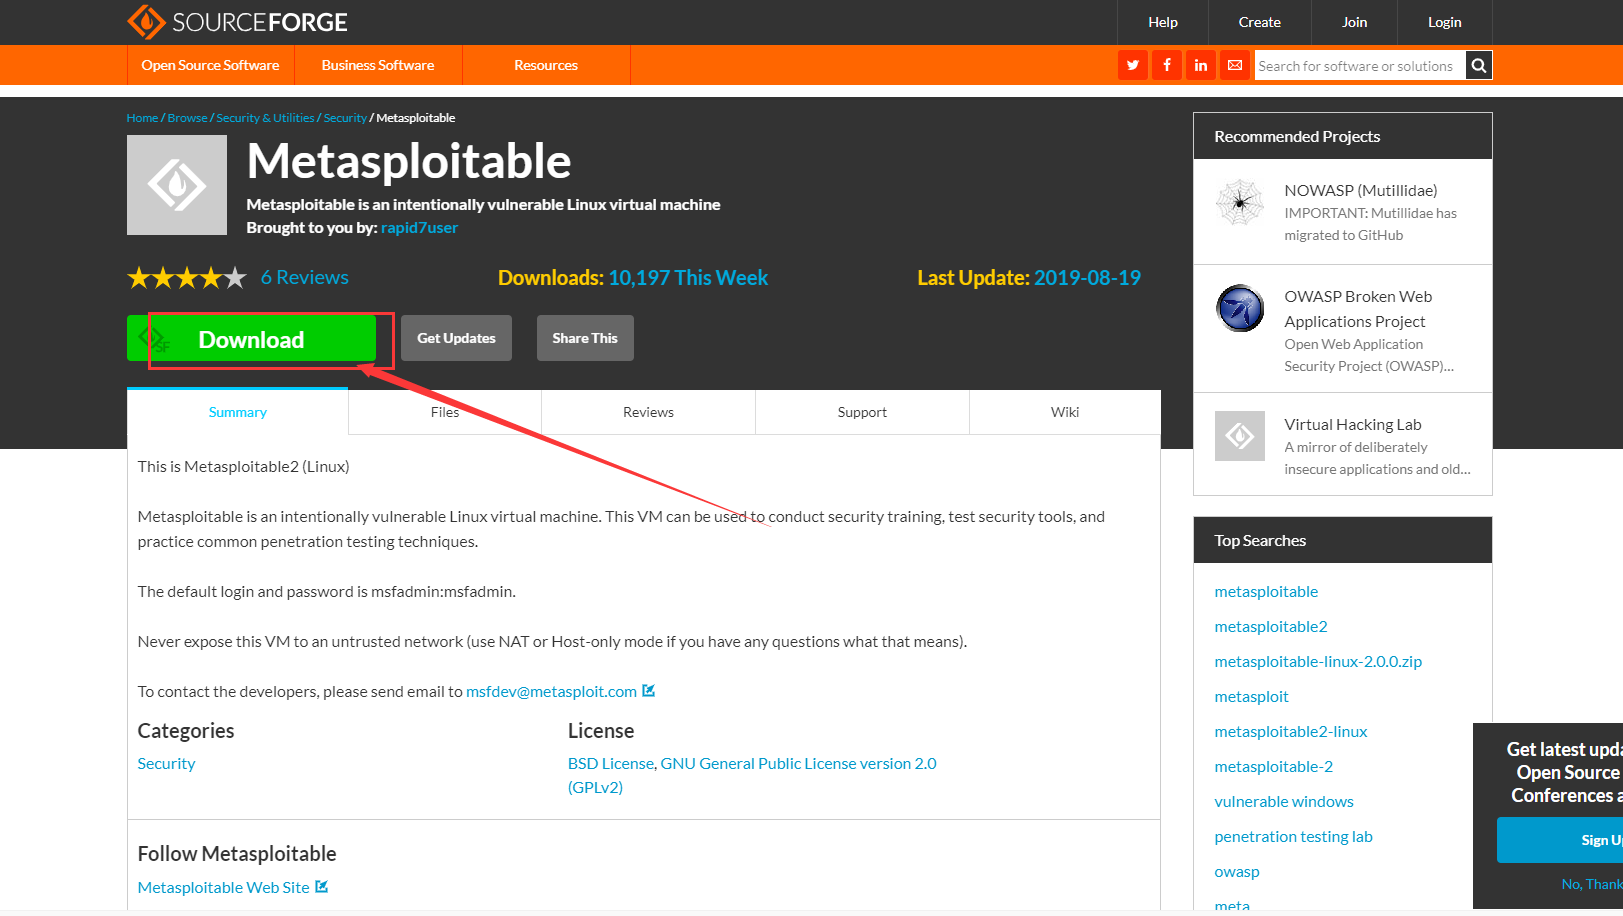 SOURCEFORGE
Help
Create
Join
Login
Open Source Software
Business Software
Resources
Search for software or solutions
Home / Browse / Security & Utilities / Security / Metasploitable
Metasploitable
Metasploitable is an intentionally vulnerable Linux virtual machine
Brought to you by: rapid7user
6 Reviews
Downloads: 10,197 This Week
Last Update: 2019-08-19
SF
Download
Get Updates
Share This
Summary
Files
Reviews
Support
Wiki
This is Metasploitable2 (Linux)
Metasploitable is an intentionally vulnerable Linux virtual machine. This VM can be used to conduct security training, test security tools, and
practice common penetration testing techniques.
The default login and password is msfadmin:msfadmin.
Never expose this VM to an untrusted network (use NAT or Host-only mode if you have any questions what that means).
To contact the developers, please send email to msfdev@metasploit.com
Categories
Security
License
BSD License, GNU General Public License version 2.0
(GPLv2)
Follow Metasploitable
Metasploitable Web Site
Recommended Projects
NOWASP (Mutillidae)
IMPORTANT: Mutillidae has
migrated to GitHub
OWASP Broken Web
Applications Project
Open Web Application
Security Project (OWASP)...
Virtual Hacking Lab
A mirror of deliberately
insecure applications and old...
Top Searches
metasploitable
metasploitable2
metasploitable-linux-2.0.0.zip
metasploit
metasploitable2-linux
metasploitable-2
vulnerable windows
penetration testing lab
owasp
meta
Get latest upda
Open Source
Conferences a
Sign U
No, Thank